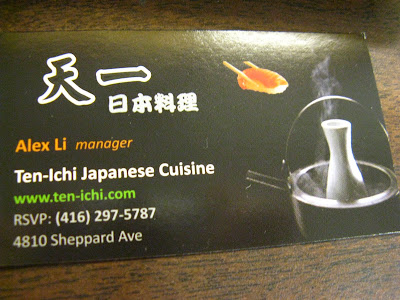 天一
日本料理
Alex Li manager
Ten-Ichi Japanese Cuisine
www.ten-ichi.com
RSVP: (416) 297-5787
4810 Sheppard Ave